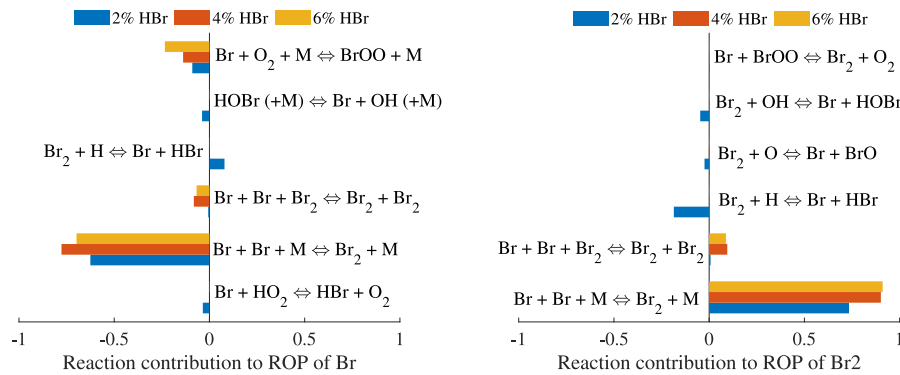 2% HBr 4% HBr 6% HBr
Br + O₂ + M ⇔ BrOO + M
HOBr (+M) ⇔ Br + OH (+M)
Br₂ + H ⇔ Br + HBr
Br + Br + Br₂ ⇔ Br₂ + Br₂
Br + Br + M ⇔ Br₂ + M
Br + HO₂ ⇔ HBr + O₂
-1 -0.5 0 0.5 1
Reaction contribution to ROP of Br
2% HBr 4% HBr 6% HBr
Br + BrOO ⇔ Br₂ + O₂
Br₂ + OH ⇔ Br + HOBr
Br₂ + O ⇔ Br + BrO
Br₂ + H ⇔ Br + HBr
Br + Br + Br₂ ⇔ Br₂ + Br₂
Br + Br + M ⇔ Br₂ + M
-1 -0.5 0 0.5 1
Reaction contribution to ROP of Br2